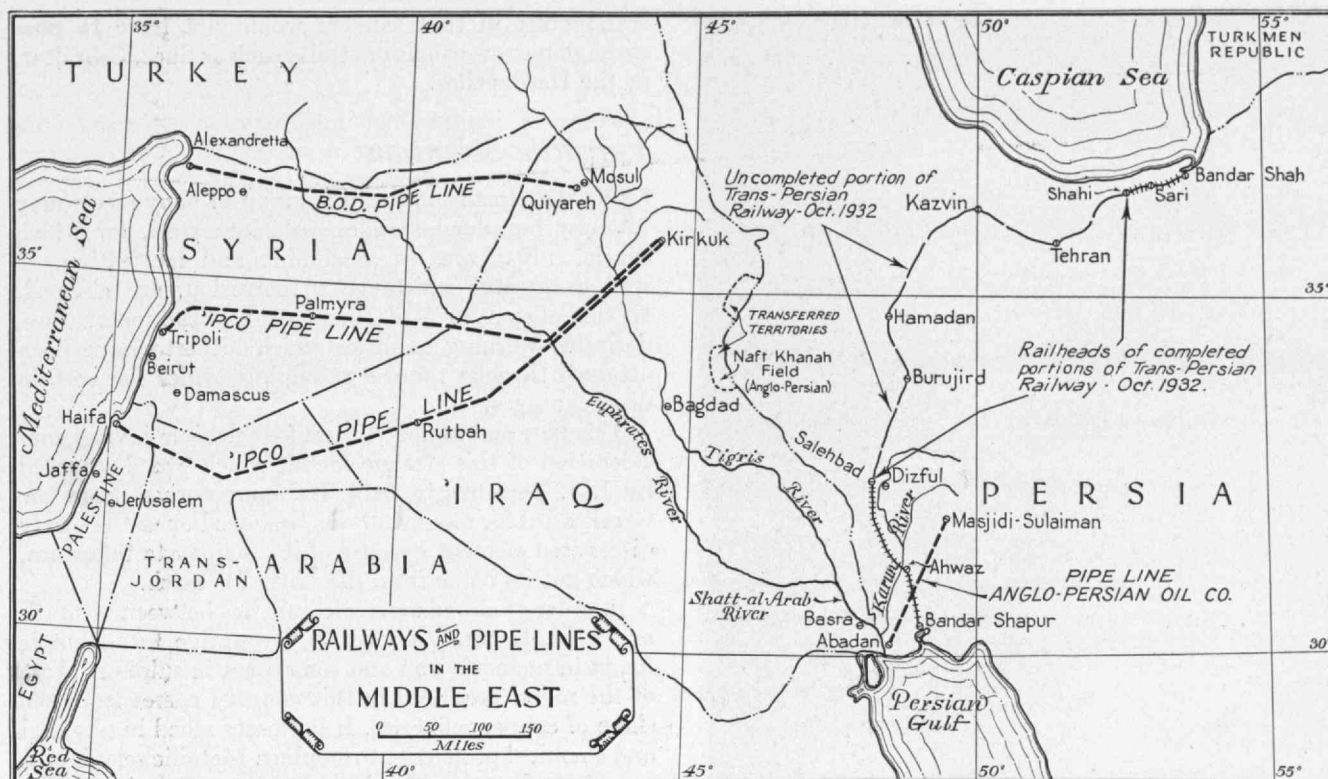 35°
40°
45°
50°
55°
TURKEY
TURKMEN
REPUBLIC
Caspian Sea
Alexandretta
Aleppo
B.O.D. PIPE LINE
Mosul
Quiyareh
Uncompleted portion of
Trans-Persian
Railway-Oct. 1932
Kazvin
Shahi
Sari
Bandar Shah
Tehran
Mediterranean Sea
35°
SYRIA
Kirkuk
35°
Palmyra
'IPCO PIPE LINE
Tripoli
Beirut
Damascus
TRANSFERRED
TERRITORIES
Naft Khanah
Field
(Anglo-Persian)
Hamadan
Burujird
Railheads of completed
portions of Trans-Persian
Railway - Oct. 1932.
Haifa
'IPCO PIPE LINE
Rutbah
Bagdad
Euphrates River
Tigris River
Salehbad
Dizful
Jaffa
Jerusalem
PALESTINE
'IRAQ
PERSIA
Karun River
Masjidi-Sulaiman
TRANS-
JORDAN
ARABIA
Ahwaz
PIPE LINE
ANGLO-PERSIAN OIL CO.
Shatt-al-Arab
River
Basra
Abadan
Bandar Shapur
30°
30°
EGYPT
Red
Sea
RAILWAYS AND PIPE LINES
IN THE
MIDDLE EAST
0 50 100 150
MILES
Persian
Gulf
40°
45°
50°
55°